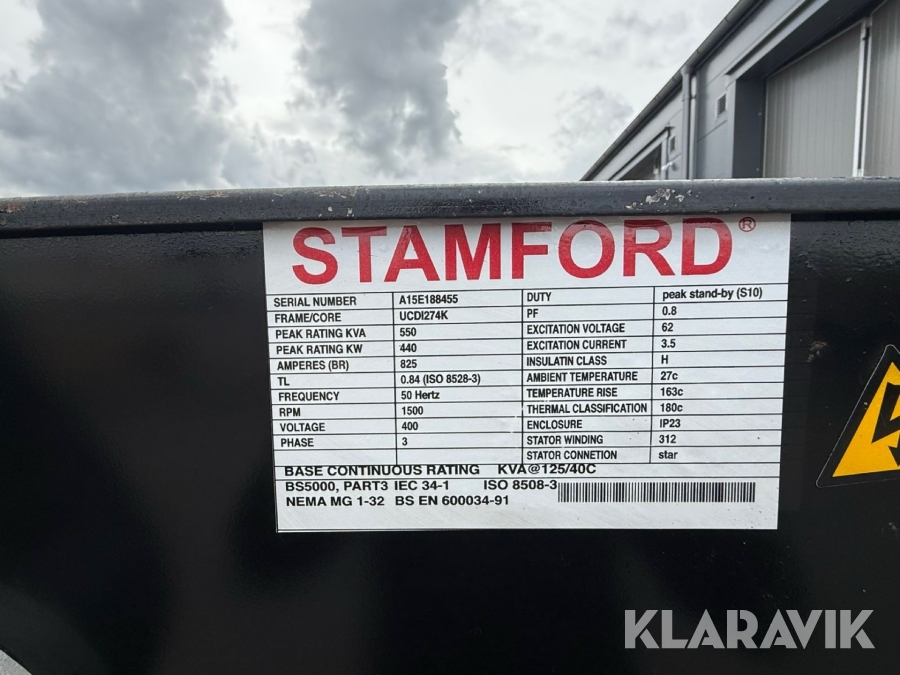 STAMFORD®
SERIAL NUMBER A15E188455 DUTY peak stand-by (S10)
FRAME/CORE UCDI274K PF 0.8
PEAK RATING KVA 550 EXCITATION VOLTAGE 62
PEAK RATING KW 440 EXCITATION CURRENT 3.5
AMPERES (BR) 825 INSULATIN CLASS H
TL 0.84 (ISO 8528-3) AMBIENT TEMPERATURE 27c
FREQUENCY 50 Hertz TEMPERATURE RISE 163c
RPM 1500 THERMAL CLASSIFICATION 180c
VOLTAGE 400 ENCLOSURE IP23
PHASE 3 STATOR WINDING 312
STATOR CONNETION star
BASE CONTINUOUS RATING KVA@125/40C
BS5000, PART3 IEC 34-1 ISO 8508-3
NEMA MG 1-32 BS EN 600034-91
KLARAVIK